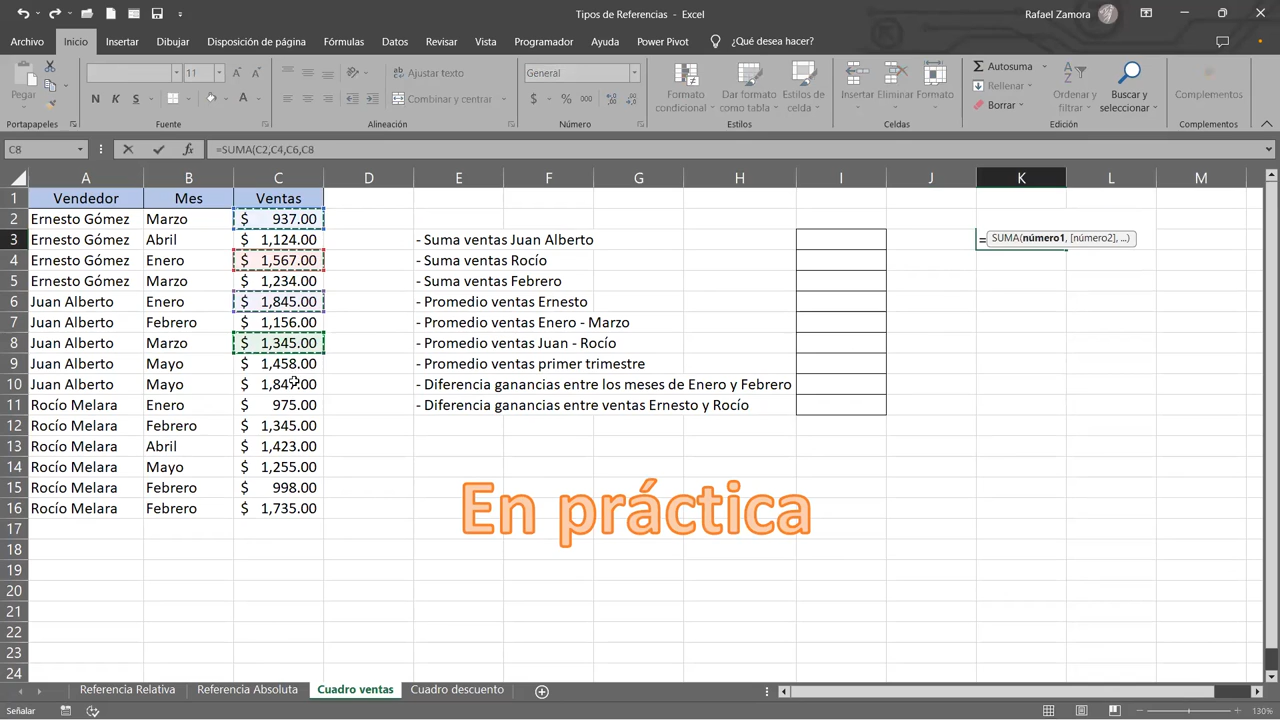 Tipos de Referencias - Excel
Rafael Zamora
Archivo Inicio Insertar Dibujar Disposición de página Fórmulas Datos Revisar Vista Programador Ayuda Power Pivot ¿Qué desea hacer?
Pegar
11
N K S
Ajustar texto
Combinar y centrar
General
$ % 000
Formato condicional
Dar formato como tabla
Estilos de celda
Insertar Eliminar Formato
Autosuma
Rellenar
Borrar
Ordenar y filtrar
Buscar y seleccionar
Complementos
Portapapeles Fuente Alineación Número Estilos Celdas Edición Complementos
C8 fx =SUMA(C2,C4,C6,C8
A B C D E F G H I J K L M
1 Vendedor Mes Ventas
2 Ernesto Gómez Marzo $ 937.00
3 Ernesto Gómez Abril $ 1,124.00 - Suma ventas Juan Alberto = SUMA(número1, [número2], ...)
4 Ernesto Gómez Enero $ 1,567.00 - Suma ventas Rocío
5 Ernesto Gómez Marzo $ 1,234.00 - Suma ventas Febrero
6 Juan Alberto Enero $ 1,845.00 - Promedio ventas Ernesto
7 Juan Alberto Febrero $ 1,156.00 - Promedio ventas Enero - Marzo
8 Juan Alberto Marzo $ 1,345.00 - Promedio ventas Juan - Rocío
9 Juan Alberto Mayo $ 1,458.00 - Promedio ventas primer trimestre
10 Juan Alberto Mayo $ - Diferencia ganancias entre los meses de Enero y Febrero
11 Rocío Melara Enero $ 975.00 - Diferencia ganancias entre ventas Ernesto y Rocío
12 Rocío Melara Febrero $ 1,345.00
13 Rocío Melara Abril $ 1,423.00
14 Rocío Melara Mayo $ 1,255.00
15 Rocío Melara Febrero $ 998.00
16 Rocío Melara Febrero $ 1,735.00
En práctica
17
18
19
20
21
22
23
24
Referencia Relativa Referencia Absoluta Cuadro ventas Cuadro descuento
Señalar 130%